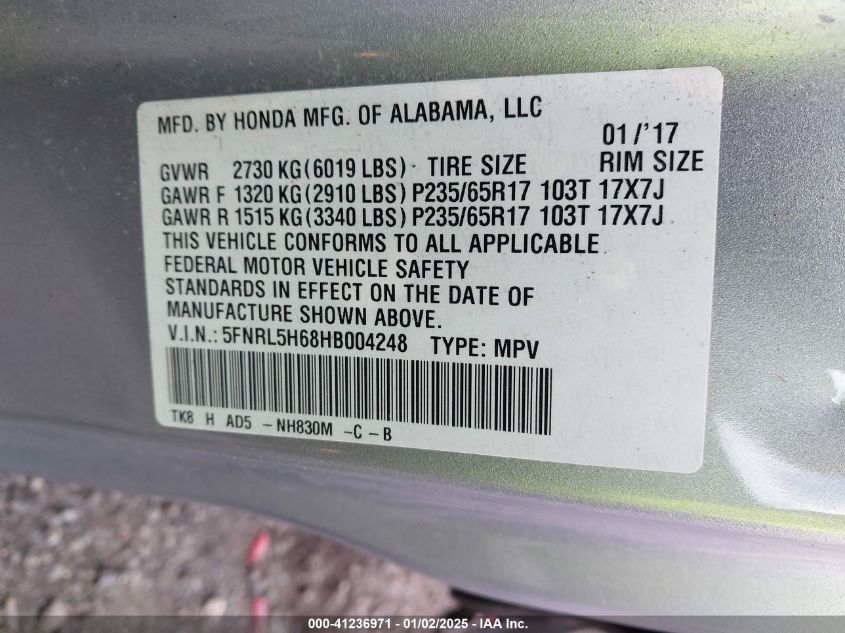 MFD. BY HONDA MFG. OF ALABAMA, LLC
01/'17
GVWR 2730 KG(6019 LBS) TIRE SIZE RIM SIZE
GAWR F 1320 KG(2910 LBS) P235/65R17 103T 17X7J
GAWR R 1515 KG(3340 LBS) P235/65R17 103T 17X7J
THIS VEHICLE CONFORMS TO ALL APPLICABLE
FEDERAL MOTOR VEHICLE SAFETY
STANDARDS IN EFFECT ON THE DATE OF
MANUFACTURE SHOWN ABOVE.
V.I.N.: 5FNRL5H68HB004248 TYPE: MPV
TK8 H AD5 - NH830M - C - B
000-41236971 - 01/02/2025 - IAA Inc.